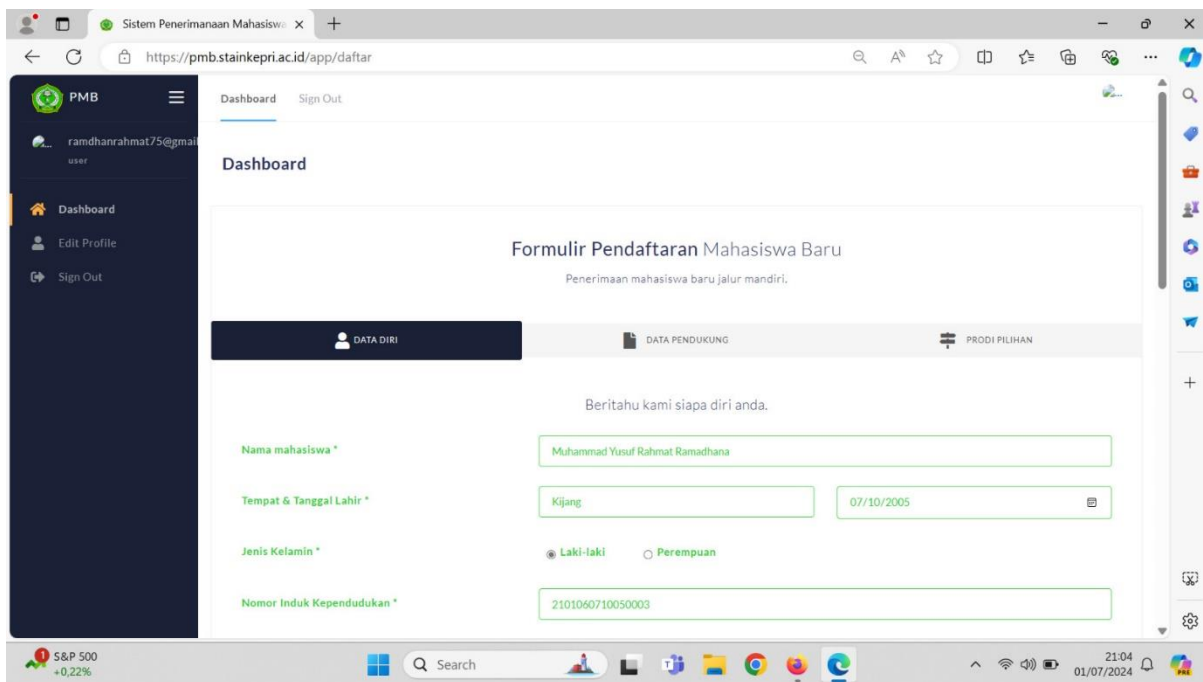 Sistem Penerimanaan Mahasiswa
https://pmb.stainkepri.ac.id/app/daftar
PMB
Dashboard Sign Out
ramdhanrahmat75@gmail
user
Dashboard
Dashboard
Edit Profile
Sign Out
Formulir Pendaftaran Mahasiswa Baru
Penerimaan mahasiswa baru jalur mandiri.
DATA DIRI DATA PENDUKUNG PRODI PILIHAN
Beritahu kami siapa diri anda.
Nama mahasiswa * Muhammad Yusuf Rahmat Ramadhana
Tempat & Tanggal Lahir * Kijang 07/10/2005
Jenis Kelamin * Laki-laki Perempuan
Nomor Induk Kependudukan * 2101060710050003
1
S&P 500
+0,22%
Search
21:04
01/07/2024